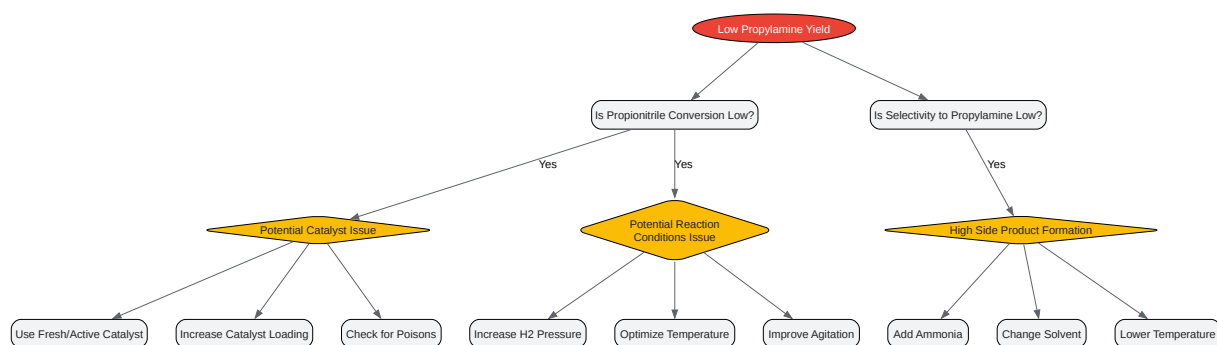 Low Propylamine Yield
Is Propionitrile Conversion Low?
Is Selectivity to Propylamine Low?
Yes
Yes
Yes
Potential Catalyst Issue
Potential Reaction
Conditions Issue
High Side Product Formation
Use Fresh/Active Catalyst
Increase Catalyst Loading
Check for Poisons
Increase H2 Pressure
Optimize Temperature
Improve Agitation
Add Ammonia
Change Solvent
Lower Temperature